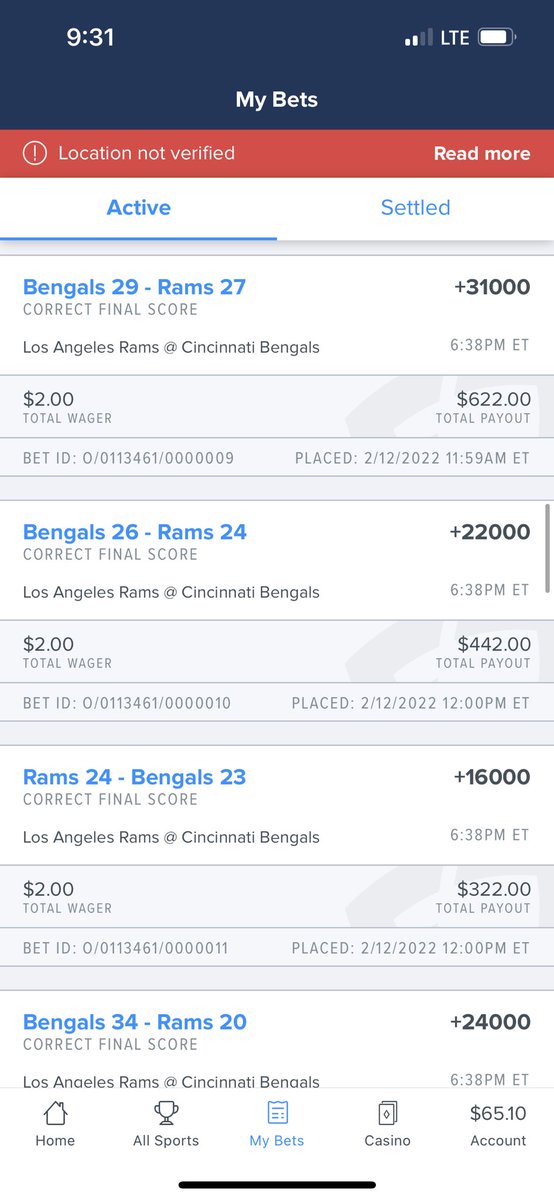 9:31 LTE
My Bets
Location not verified Read more
Active Settled
Bengals 29 - Rams 27 +31000
CORRECT FINAL SCORE
Los Angeles Rams @ Cincinnati Bengals 6:38PM ET
$2.00 $622.00
TOTAL WAGER TOTAL PAYOUT
BET ID: O/0113461/0000009 PLACED: 2/12/2022 11:59AM ET
Bengals 26 - Rams 24 +22000
CORRECT FINAL SCORE
Los Angeles Rams @ Cincinnati Bengals 6:38PM ET
$2.00 $442.00
TOTAL WAGER TOTAL PAYOUT
BET ID: O/0113461/0000010 PLACED: 2/12/2022 12:00PM ET
Rams 24 - Bengals 23 +16000
CORRECT FINAL SCORE
Los Angeles Rams @ Cincinnati Bengals 6:38PM ET
$2.00 $322.00
TOTAL WAGER TOTAL PAYOUT
BET ID: O/0113461/0000011 PLACED: 2/12/2022 12:00PM ET
Bengals 34 - Rams 20 +24000
CORRECT FINAL SCORE
Los Angeles Rams @ Cincinnati Bengals 6:38PM ET
$65.10
Home All Sports My Bets Casino Account